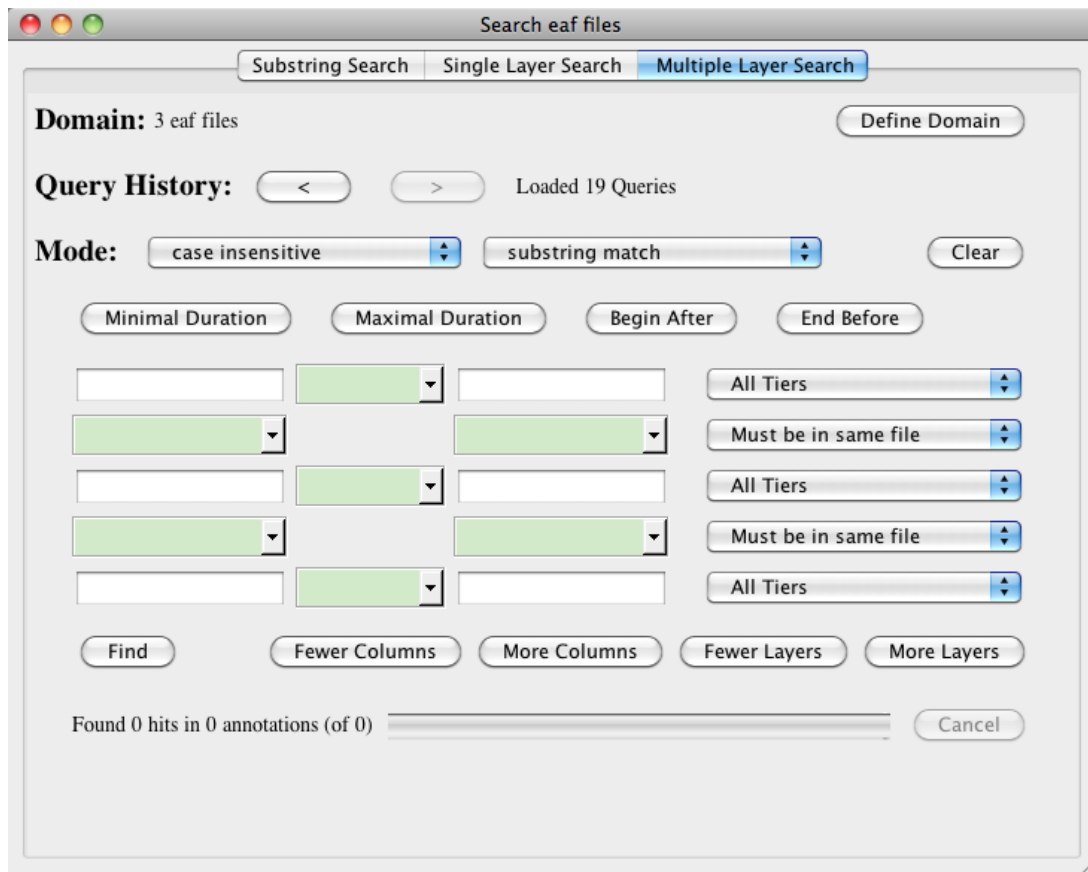 Search eaf files
Substring Search Single Layer Search Multiple Layer Search
Domain: 3 eaf files Define Domain
Query History: < > Loaded 19 Queries
Mode: case insensitive substring match Clear
Minimal Duration Maximal Duration Begin After End Before
All Tiers
Must be in same file
All Tiers
Must be in same file
All Tiers
Find Fewer Columns More Columns Fewer Layers More Layers
Found 0 hits in 0 annotations (of 0) Cancel